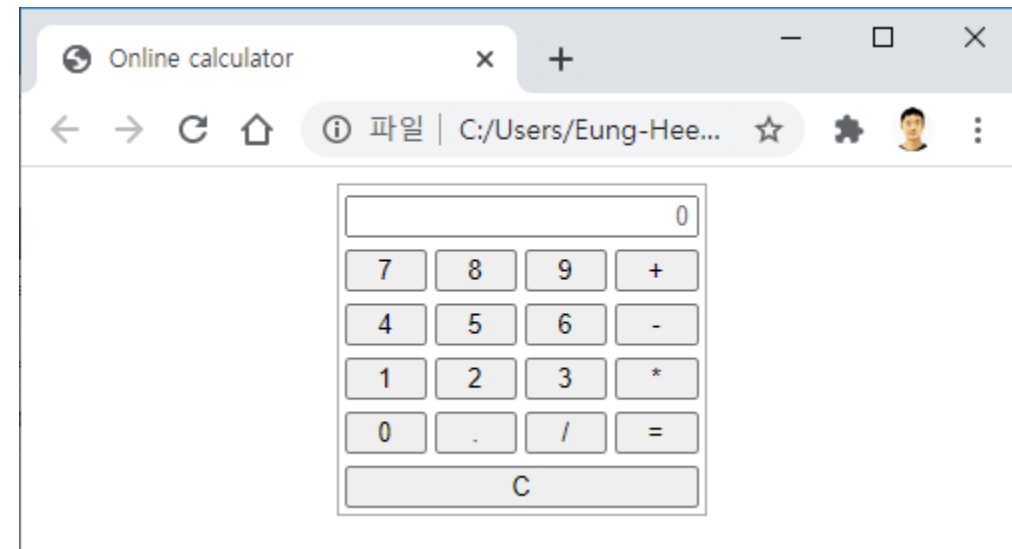 Online calculator
파일 | C:/Users/Eung-Hee...
0
7 8 9 +
4 5 6 -
1 2 3 *
0 . / =
C